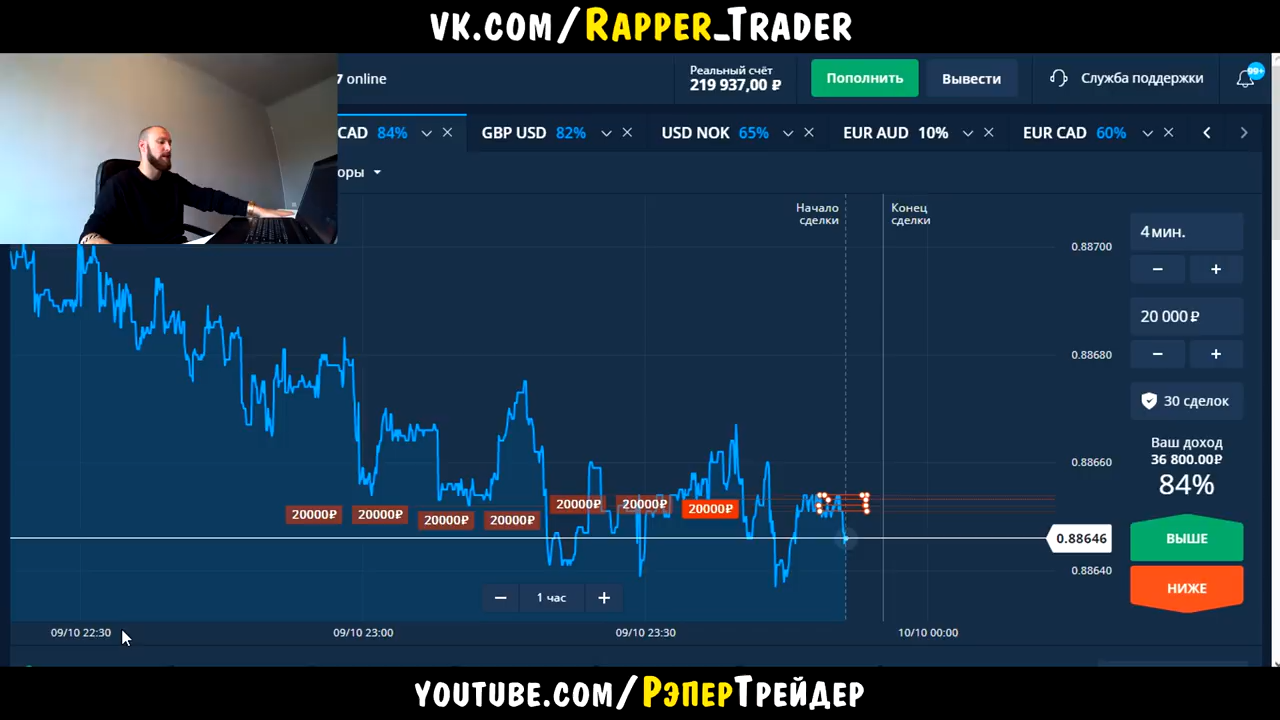 VK.COM/RAPPER_TRADER
7 online
Реальный счёт
219 937,00 ₽
Пополнить
Вывести
Служба поддержки
99+
CAD 84%
GBP USD 82%
USD NOK 65%
EUR AUD 10%
EUR CAD 60%
оры
Начало
сделки
Конец
сделки
0.88700
0.88680
0.88660
0.88646
0.88640
4 мин.
20 000 ₽
30 сделок
Ваш доход
36 800.00₽
84%
ВЫШЕ
НИЖЕ
20000₽
20000₽
20000₽
20000₽
20000₽
20000₽
20000₽
1 час
09/10 22:30
09/10 23:00
09/10 23:30
10/10 00:00
YOUTUBE.COM/РЭПЕРТРЕЙДЕР